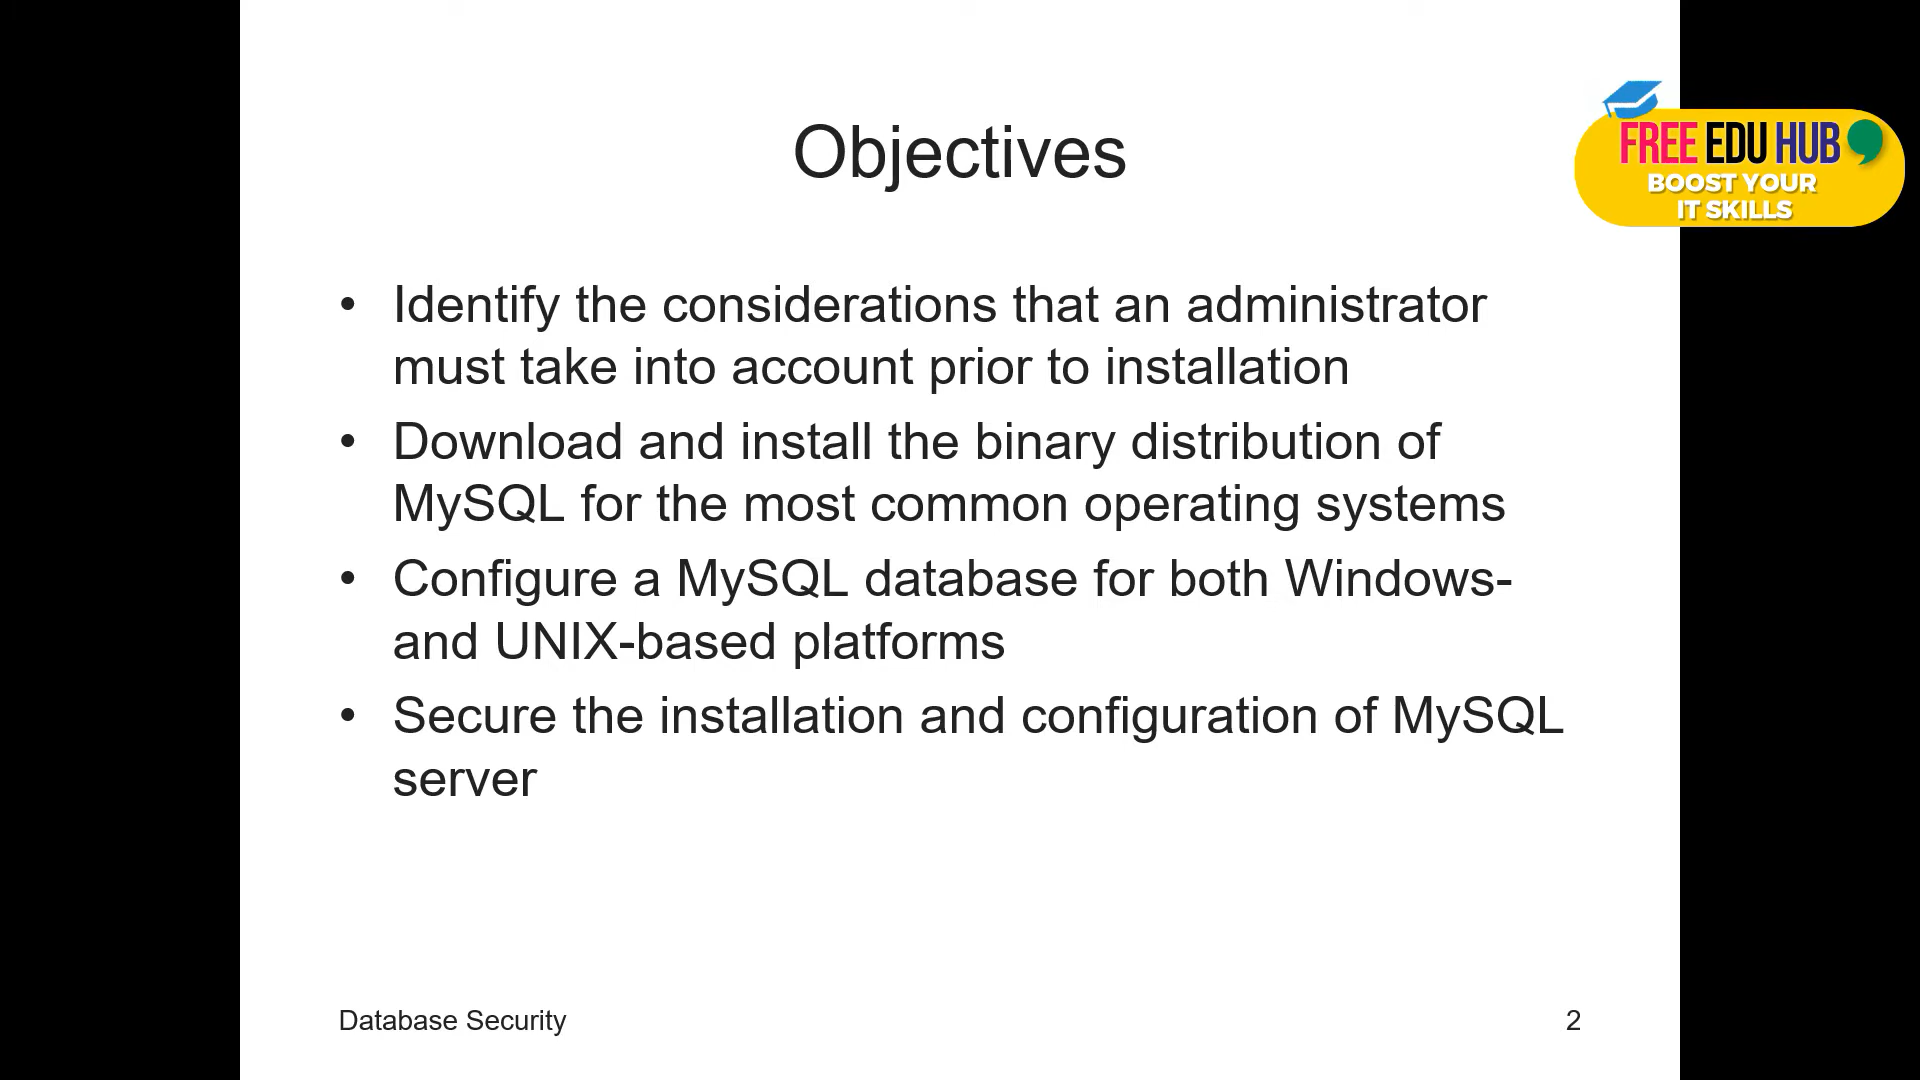 Objectives
FREE EDU HUB
BOOST YOUR
IT SKILLS
• Identify the considerations that an administrator
must take into account prior to installation
• Download and install the binary distribution of
MySQL for the most common operating systems
• Configure a MySQL database for both Windows-
and UNIX-based platforms
• Secure the installation and configuration of MySQL
server
Database Security
2